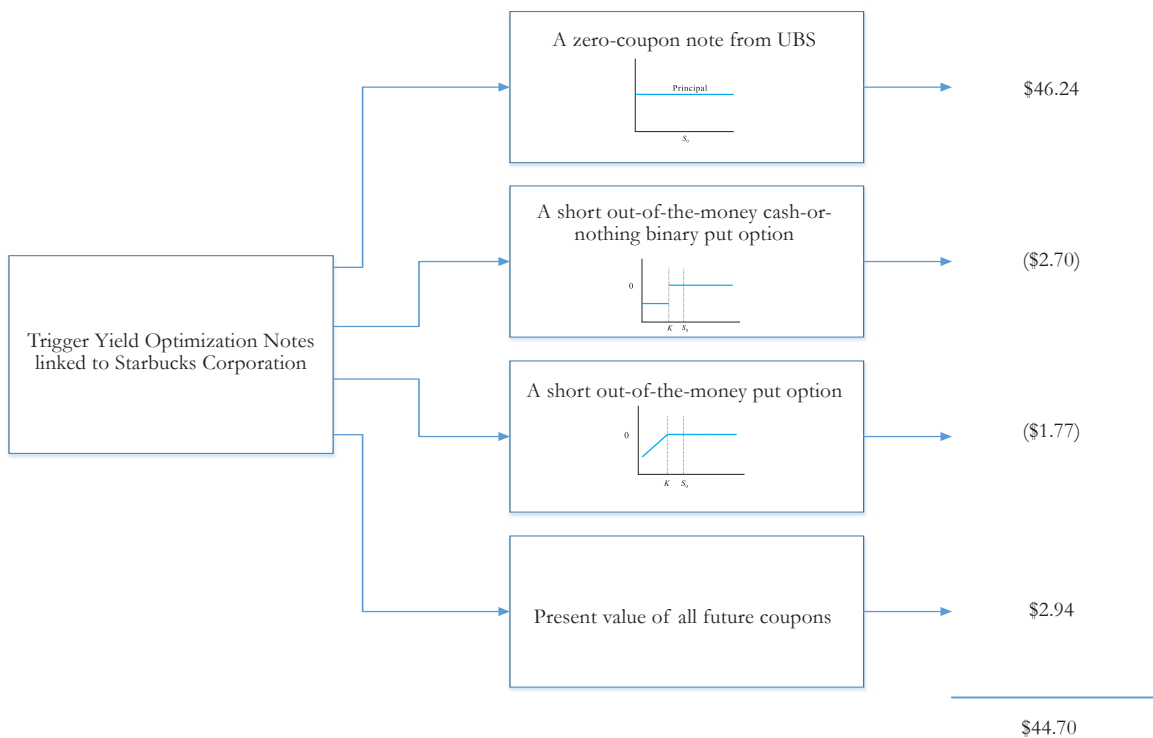 A zero-coupon note from UBS
Principal
S₀
$46.24
A short out-of-the-money cash-or-
nothing binary put option
0
K
S₀
($2.70)
Trigger Yield Optimization Notes
linked to Starbucks Corporation
A short out-of-the-money put option
0
K
S₀
($1.77)
Present value of all future coupons
$2.94
$44.70